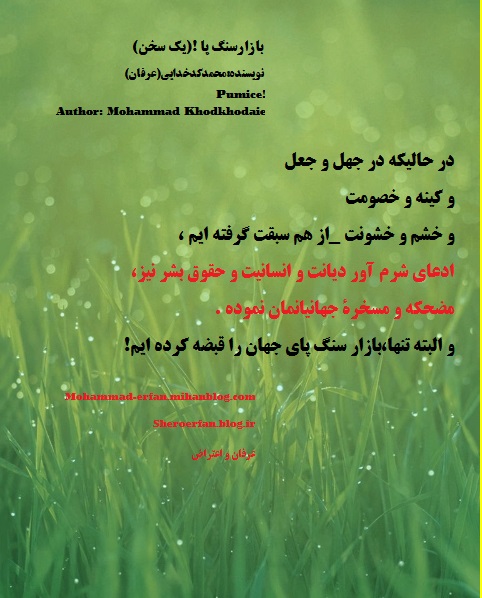 بازارسنگ پا !(یک سخن)
نویسنده:محمدکدخدایی(عرفان)
Pumice!
Author: Mohammad Khodkhodaie
در حالیکه در جهل و جعل
و کینه و خصومت
و خشم و خشونت _از هم سبقت گرفته ایم ،
ادعای شرم آور دیانت و انسانیت و حقوق بشر نیز،
مضحکه و مسخرهٔ جهانیانمان نموده .
و البته تنها،بازار سنگ پای جهان را قبضه کرده ایم!
Mohammad-erfan.mihanblog.com
Sheroerfan.blog.ir
عرفان و اعتراض